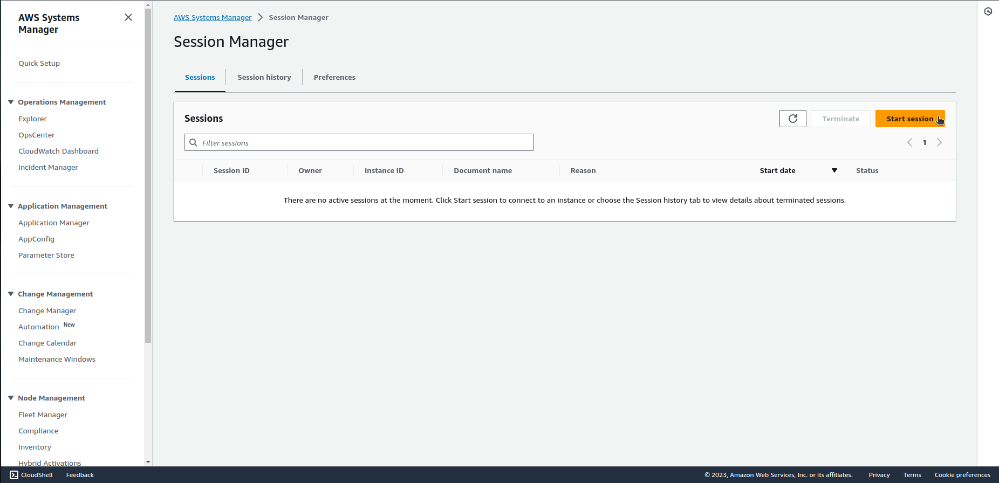 AWS Systems
Manager
Quick Setup
Operations Management
Explorer
OpsCenter
CloudWatch Dashboard
Incident Manager
Application Management
Application Manager
AppConfig
Parameter Store
Change Management
Change Manager
Automation New
Change Calendar
Maintenance Windows
Node Management
Fleet Manager
Compliance
Inventory
Hybrid Activations
AWS Systems Manager Session Manager
Session Manager
Sessions Session history Preferences
Sessions
Terminate Start session
Filter sessions
1
Session ID Owner Instance ID Document name Reason Start date Status
There are no active sessions at the moment. Click Start session to connect to an instance or choose the Session history tab to view details about terminated sessions.
CloudShell Feedback © 2023, Amazon Web Services, Inc. or its affiliates. Privacy Terms Cookie preferences